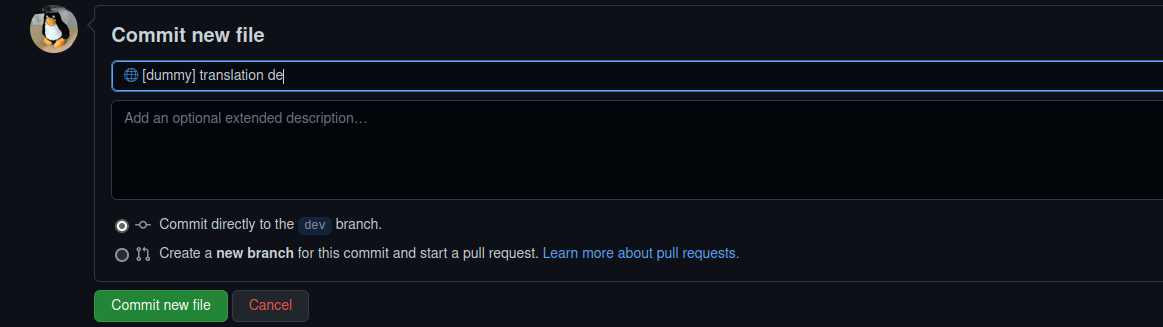 Commit new file
🌐 [dummy] translation de
Add an optional extended description…
Commit directly to the dev branch.
Create a new branch for this commit and start a pull request. Learn more about pull requests.
Commit new file Cancel